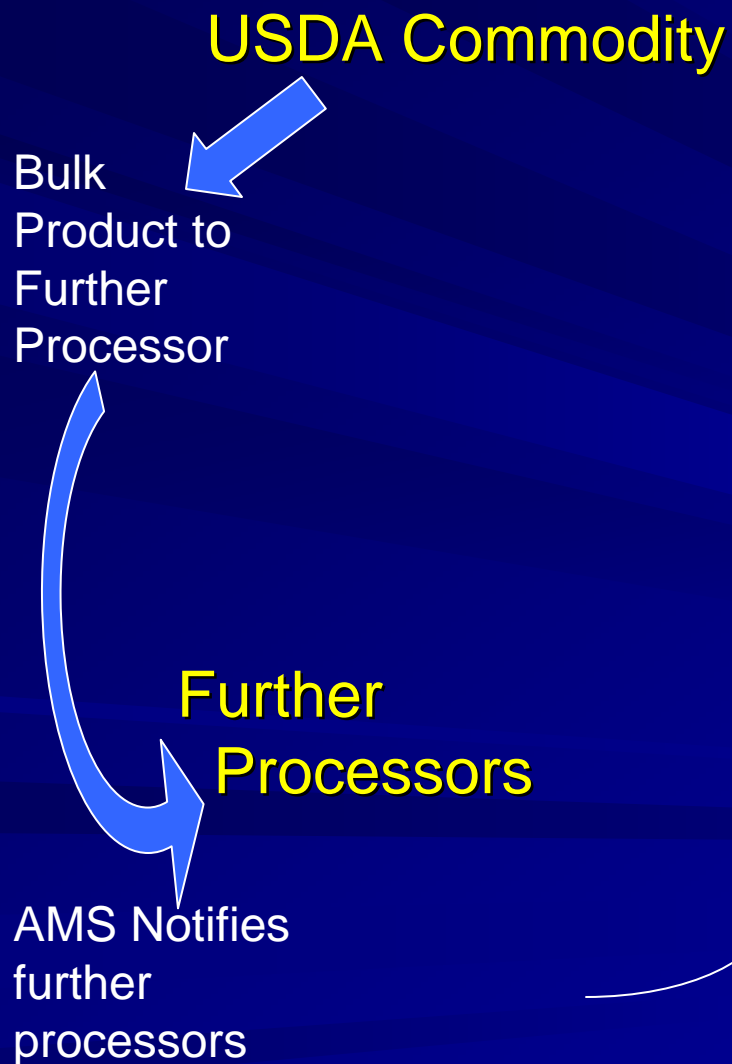 USDA Commodity
Bulk
Product to
Further
Processor
Further
Processors
AMS Notifies
further
processors